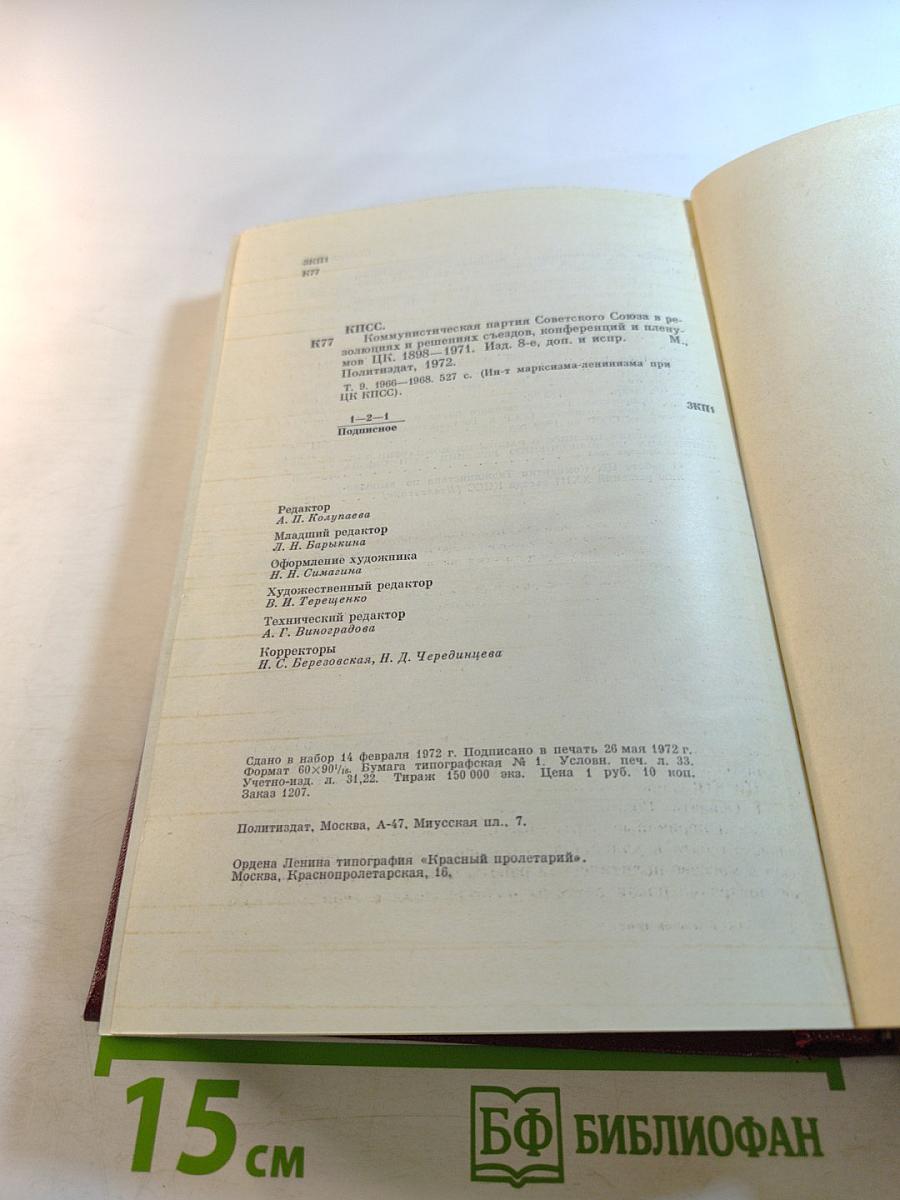 3КП1
К77
КПСС.
К77 Коммунистическая партия Советского Союза в ре-
золюциях и решениях съездов, конференций и плену-
мов ЦК. 1898—1971. Изд. 8-е, доп. и испр. М.,
Политиздат, 1972.
Т. 9. 1966—1968. 527 с. (Ин-т марксизма-ленинизма при
ЦК КПСС).
1—2—1
Подписное
3КП1
Редактор
А. П. Колупаева
Младший редактор
Л. Н. Барыкина
Оформление художника
Н. Н. Симагина
Художественный редактор
В. И. Терещенко
Технический редактор
А. Г. Виноградова
Корректоры
Н. С. Березовская, Н. Д. Черединцева
Сдано в набор 14 февраля 1972 г. Подписано в печать 26 мая 1972 г.
Формат 60×90 1/16. Бумага типографская № 1. Условн. печ. л. 33.
Учетно-изд. л. 31,22. Тираж 150 000 экз. Цена 1 руб. 10 коп.
Заказ 1207.
Политиздат, Москва, А-47, Миусская пл., 7.
Ордена Ленина типография «Красный пролетарий».
Москва, Краснопролетарская, 16.
15 см
БФ БИБЛИОФАН